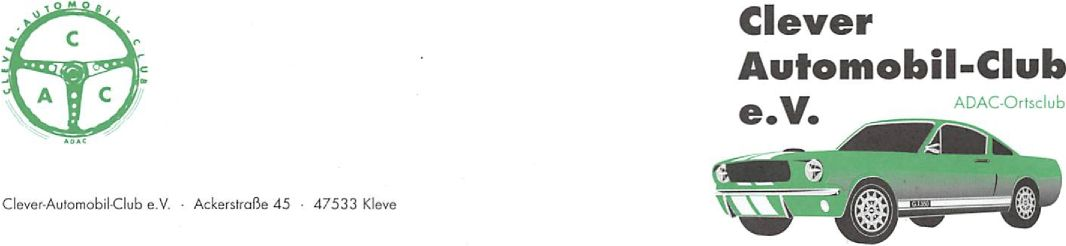 CLEVER-AUTOMOBIL-CLUB
C
A C
ADAC
Clever
Automobil-Club
e.V.
ADAC-Ortsclub
Clever-Automobil-Club e.V. · Ackerstraße 45 · 47533 Kleve